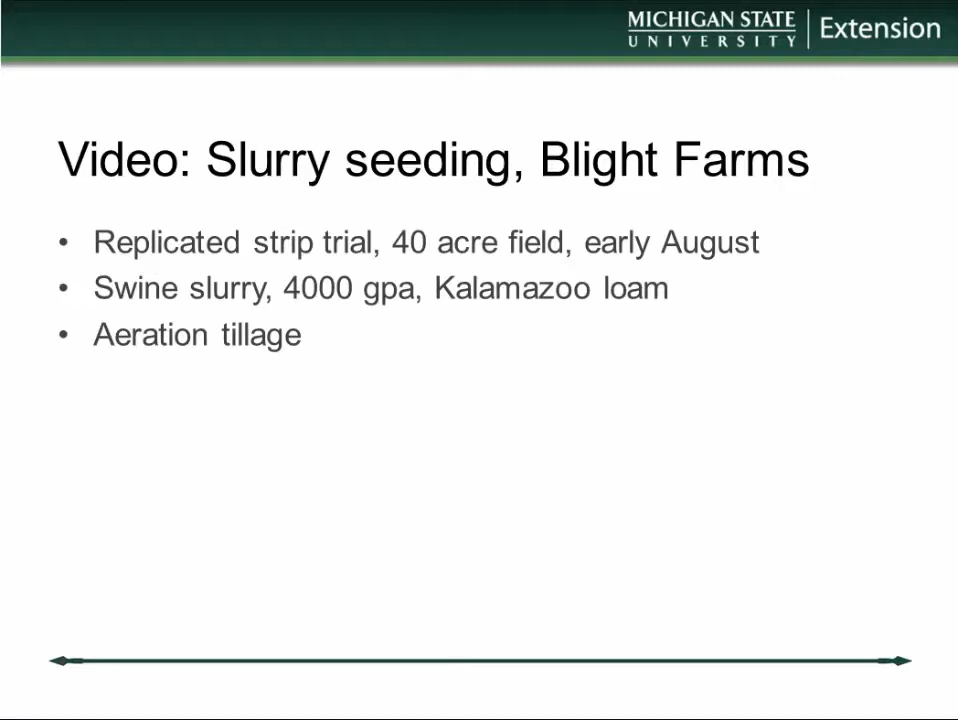 MICHIGAN STATE
UNIVERSITY
Extension
Video: Slurry seeding, Blight Farms
• Replicated strip trial, 40 acre field, early August
• Swine slurry, 4000 gpa, Kalamazoo loam
• Aeration tillage